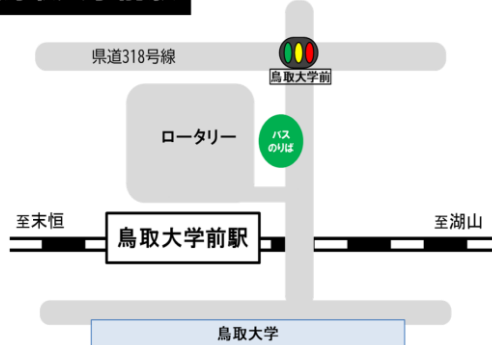 県道318号線
鳥取大学前
ロータリー
バス
のりば
至末恒
鳥取大学前駅
至湖山
鳥取大学